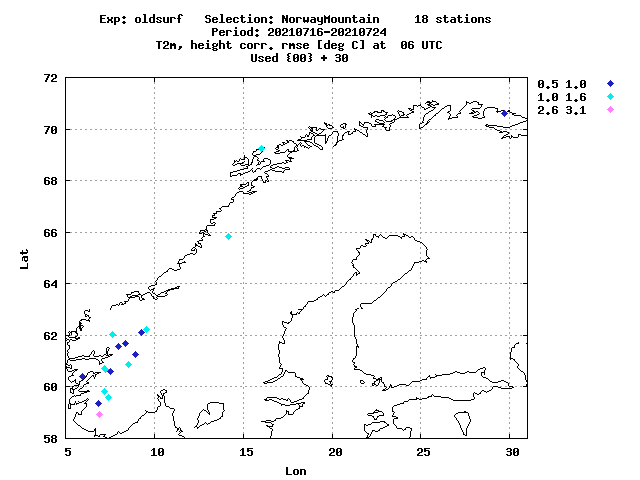 Exp: oldsurf Selection: NorwayMountain 18 stations
Period: 20210716-20210724
T2m, height corr. rmse [deg C] at 06 UTC
Used {00} + 30
0.5 1.0
1.0 1.6
2.6 3.1
72
70
68
66
64
62
60
58
Lat
5 10 15 20 25 30
Lon